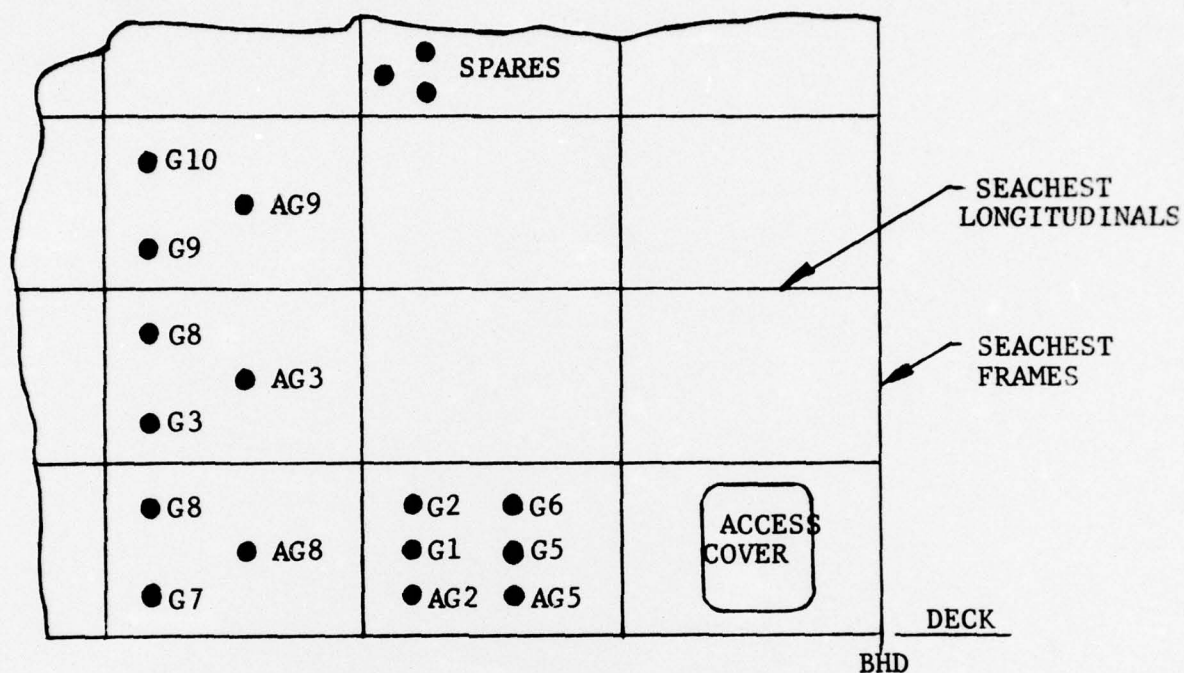 SPARES
G10
AG9
G9
SEACHEST
LONGITUDINALS
G8
AG3
G3
SEACHEST
FRAMES
G8
AG8
G7
G2
G6
G1
G5
AG2
AG5
ACCESS
COVER
DECK
BHD